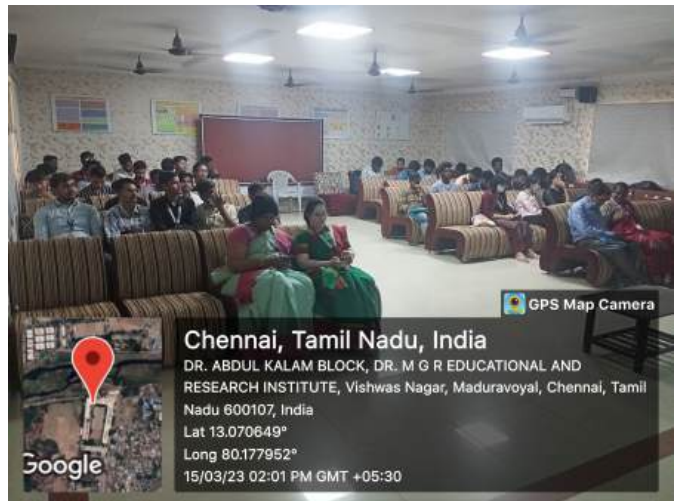 GPS Map Camera
Chennai, Tamil Nadu, India
DR. ABDUL KALAM BLOCK, DR. M G R EDUCATIONAL AND
RESEARCH INSTITUTE, Vishwas Nagar, Maduravoyal, Chennai, Tamil
Nadu 600107, India
Lat 13.070649°
Long 80.177952°
15/03/23 02:01 PM GMT +05:30
Google